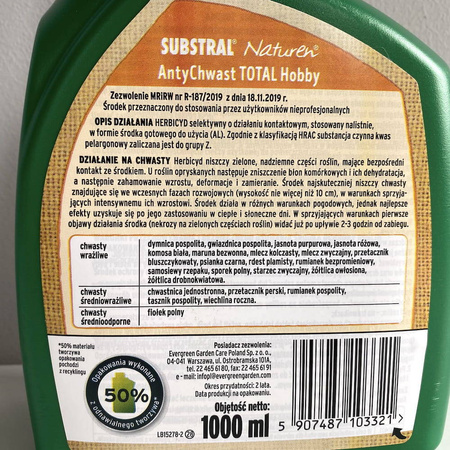 SUBSTRAL® Naturen®
AntyChwast TOTAL Hobby
Zezwolenie MRiRW nr R-187/2019 z dnia 18.11.2019 r.
Środek przeznaczony do stosowania przez użytkowników nieprofesjonalnych
OPIS DZIAŁANIA HERBICYD selektywny o działaniu kontaktowym, stosowany nalistnie,
w formie środka gotowego do użycia (AL). Zgodnie z klasyfikacją HRAC substancja czynna kwas
pelargonowy zaliczana jest do grupy Z.
DZIAŁANIE NA CHWASTY Herbicyd niszczy zielone, nadziemne części roślin, mające bezpośredni
kontakt ze środkiem. U roślin opryskanych następuje zniszczenie błon komórkowych i ich dehydratacja,
a następnie zahamowanie wzrostu, deformacje i zamieranie. Środek najskuteczniej niszczy chwasty
znajdujące się we wczesnych fazach rozwojowych (wysokość nie więcej niż 10 cm), w warunkach sprzy-
jających intensywnemu ich wzrostowi. Środek działa w różnych warunkach pogodowych, jednak najlepsze
efekty uzyskuje się po jego zastosowaniu w ciepłe i słoneczne dni. W sprzyjających warunkach pierwsze
objawy działania środka (nekrozy na zielonych częściach roślin) widać już po upływie 2-3 godzin od zabiegu.
chwasty
wrażliwe
dymnica pospolita, gwiazdnica pospolita, jasnota purpurowa, jasnota różowa,
komosa biała, maruna bezwonna, mlecz kolczasty, mlecz zwyczajny, przetacznik
bluszczykowaty, psianka czarna, rdest plamisty, rumianek bezpromieniowy,
samosiewy rzepaku, sporek polny, starzec zwyczajny, żółtlica owłosiona,
żółtlica drobnokwiatowa.
chwasty
średniowrażliwe
chwastnica jednostronna, przetacznik perski, rumianek pospolity,
tasznik pospolity, wiechlina roczna.
chwasty
średnioodporne
fiołek polny
*50% materiału
tworzywa
opakowania
pochodzi
z recyklingu
Opakowania wykonane
50%
z odnawialnego tworzywa*
Posiadacz zezwolenia:
Evergreen Garden Care Poland Sp. z o. o.,
04-041 Warszawa, ul. Ostrobramska 101A,
tel. 22 465 61 80, fax 22 465 61 91
e-mail: infopl@evergreengarden.com
Okres przydatności: 2 lata.
Data produkcji na opakowaniu.
Objętość netto:
1000 ml
LB15278-2
5 907487 103321